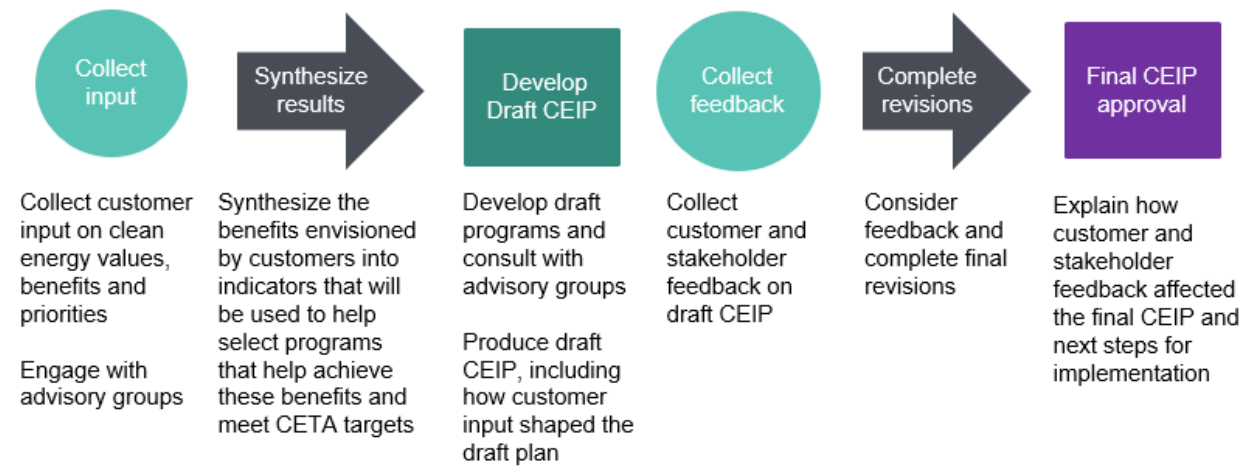 Collect
input
Synthesize
results
Develop
Draft CEIP
Collect
feedback
Complete
revisions
Final CEIP
approval
Collect customer
input on clean
energy values,
benefits and
priorities
Engage with
advisory groups
Synthesize the
benefits envisioned
by customers into
indicators that will
be used to help
select programs
that help achieve
these benefits and
meet CETA targets
Develop draft
programs and
consult with
advisory groups
Produce draft
CEIP, including
how customer
input shaped the
draft plan
Collect
customer and
stakeholder
feedback on
draft CEIP
Consider
feedback and
complete final
revisions
Explain how
customer and
stakeholder
feedback affected
the final CEIP and
next steps for
implementation